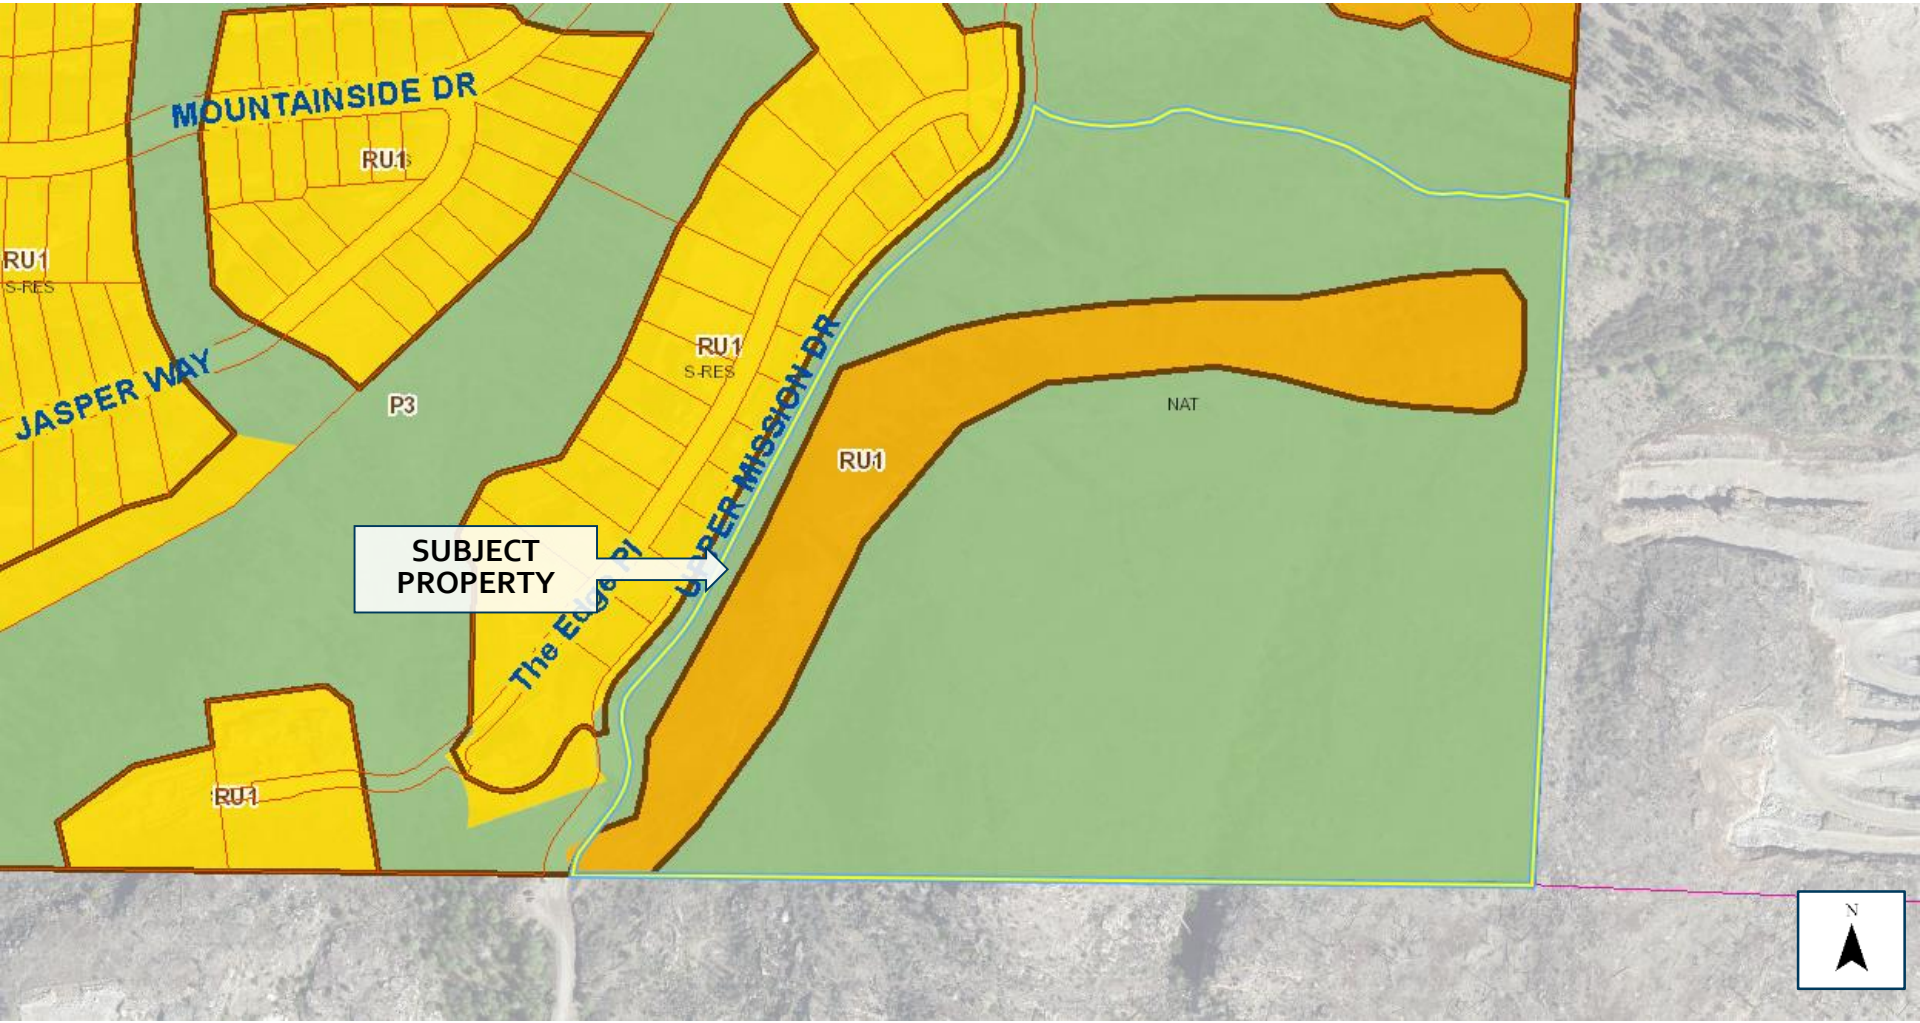 MOUNTAINSIDE DR
RU1
RU1
S-RES
RU1
S-RES
JASPER WAY
P3
NAT
RU1
UPPER MISSION DR
SUBJECT
PROPERTY
The Edge Pl
RU1
N